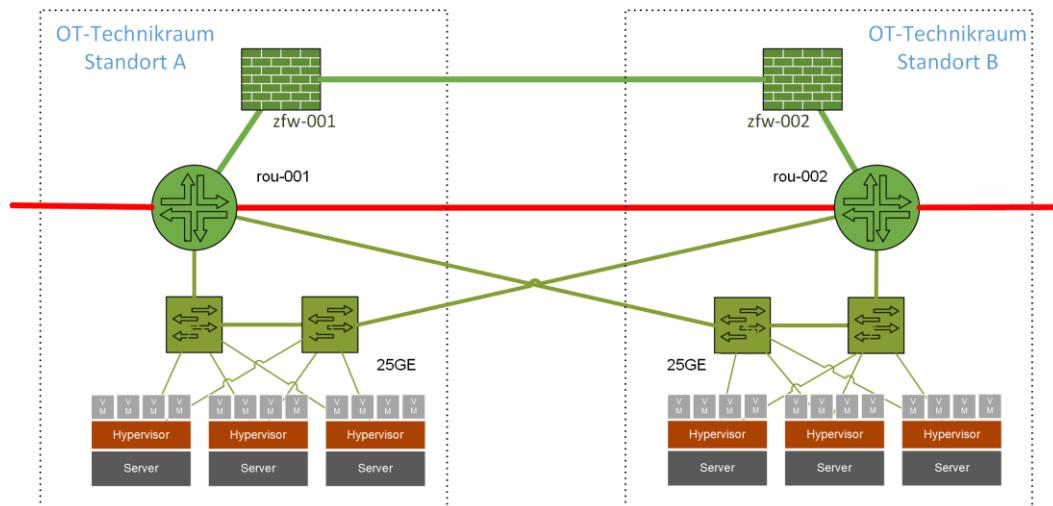 OT-Technikraum
Standort A
OT-Technikraum
Standort B
zfw-001
zfw-002
rou-001
rou-002
25GE
25GE
V M V M V M V M
V M V M V M V M
V M V M V M V M
V M V M V M V M
V M V M V M V M
V M V M V M V M
Hypervisor
Hypervisor
Hypervisor
Hypervisor
Hypervisor
Hypervisor
Server
Server
Server
Server
Server
Server